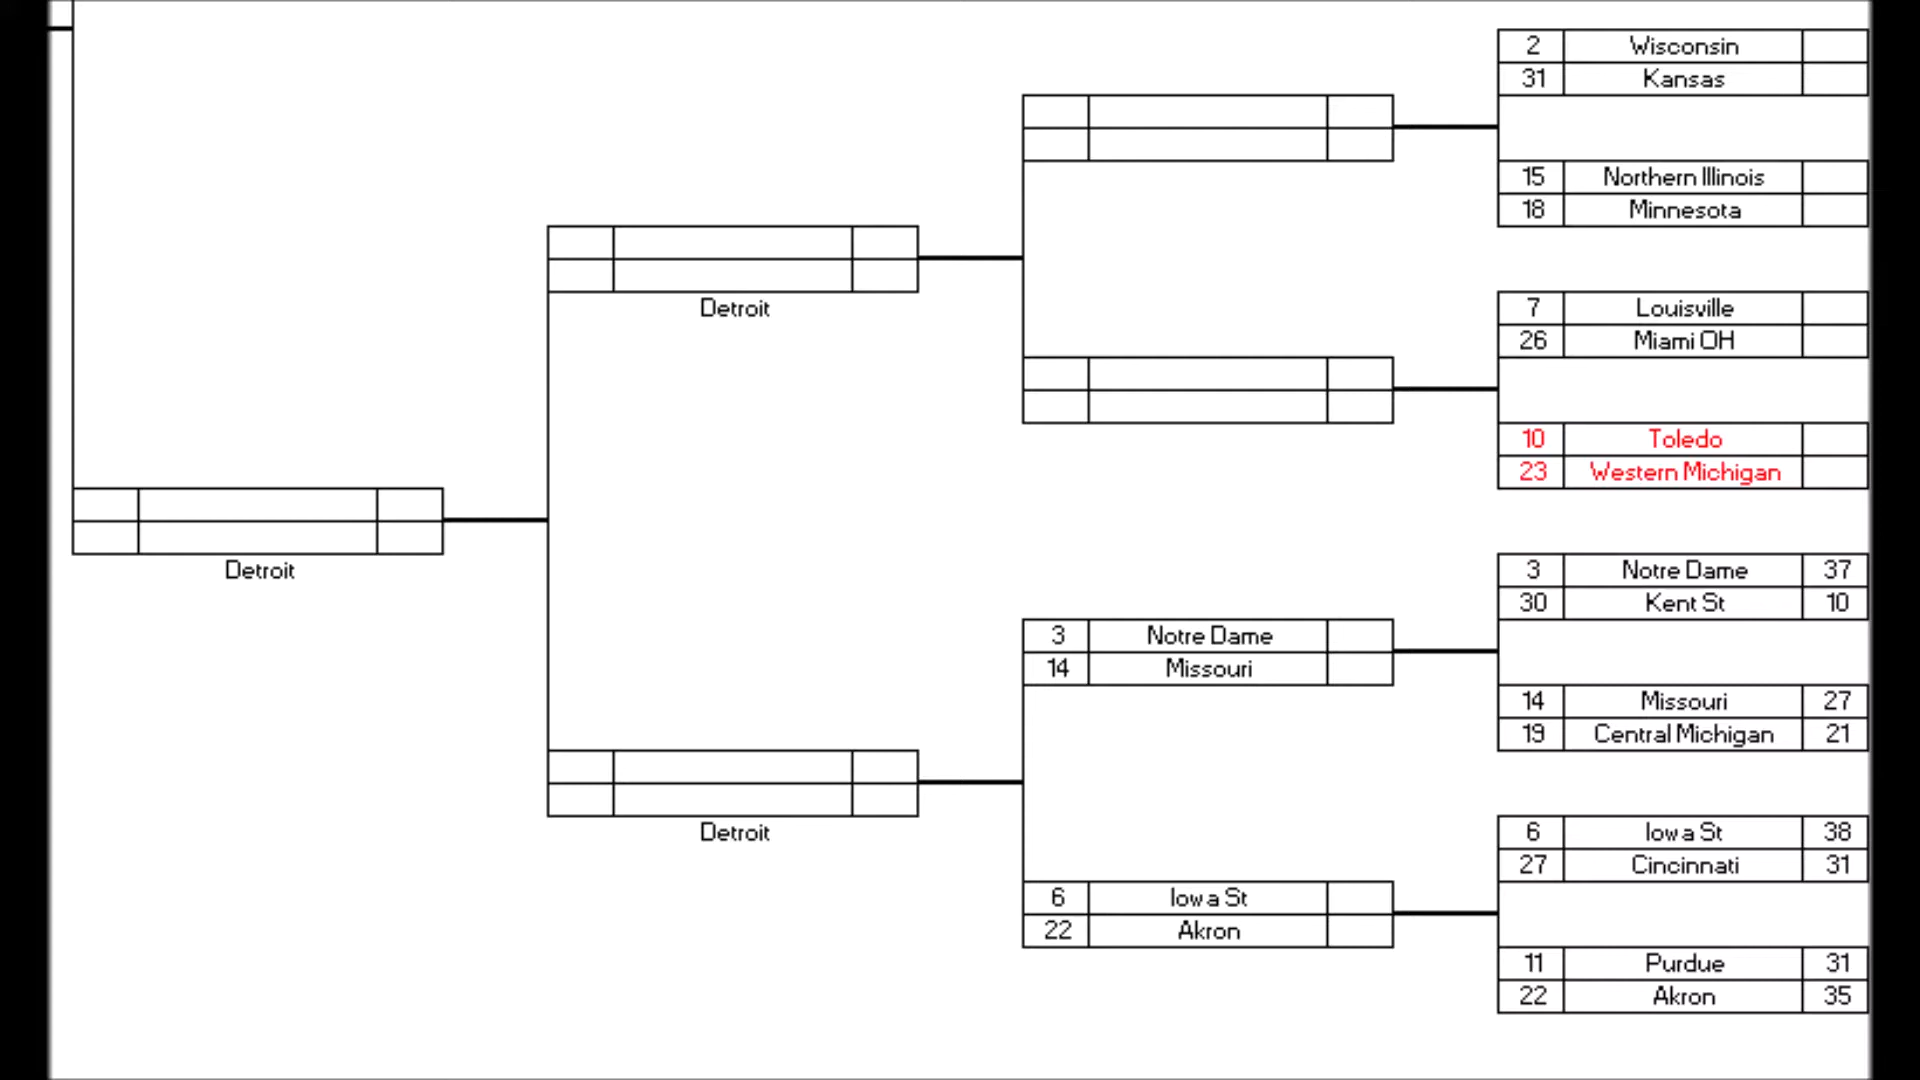 2 Wisconsin
31 Kansas
15 Northern Illinois
18 Minnesota
Detroit
7 Louisville
26 Miami OH
10 Toledo
23 Western Michigan
Detroit
3 Notre Dame 37
30 Kent St 10
3 Notre Dame
14 Missouri
14 Missouri 27
19 Central Michigan 21
Detroit
6 Iowa St 38
27 Cincinnati 31
6 Iowa St
22 Akron
11 Purdue 31
22 Akron 35